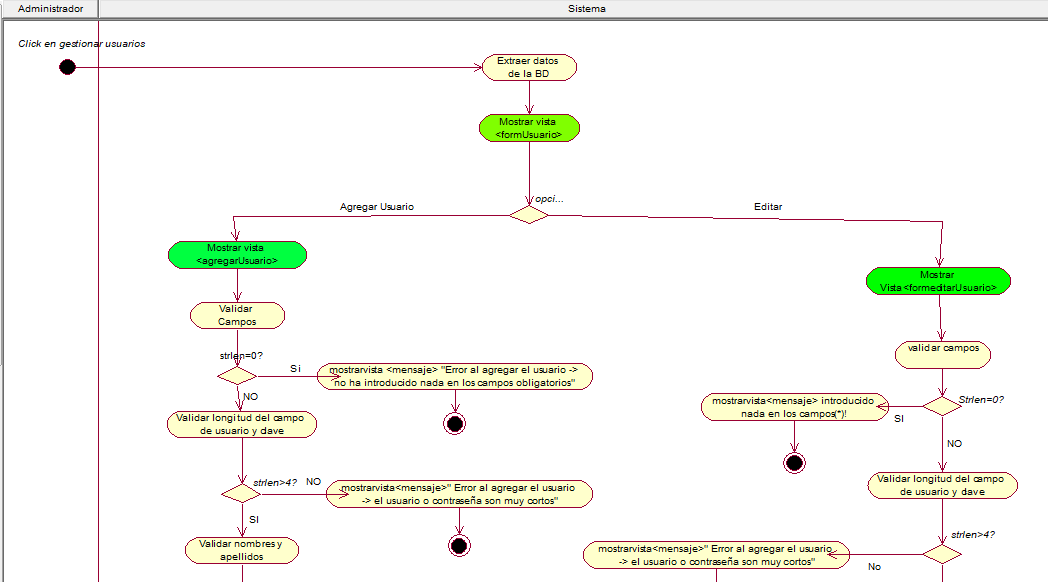 Administrador
Sistema
Click en gestionar usuarios
Extraer datos
de la BD
Mostrar vista
<formUsuario>
opci...
Agregar Usuario
Editar
Mostrar vista
<agregarUsuario>
Mostrar
Vista<formeditarUsuario>
Validar
Campos
validar campos
strlen=0?
Si
mostrarvista <mensaje> "Error al agregar el usuario ->
no ha introducido nada en los campos obligatorios"
NO
Strlen=0?
SI
mostrarvista<mensaje> introducido
nada en los campos(*)!
NO
Validar longitud del campo
de usuario y clave
Validar longitud del campo
de usuario y clave
strlen>4?
NO
mostrarvista<mensaje>" Error al agregar el usuario
-> el usuario o contraseña son muy cortos"
SI
Validar nombres y
apellidos
strlen>4?
No
mostrarvista<mensaje>" Error al agregar el usuario
-> el usuario o contraseña son muy cortos"